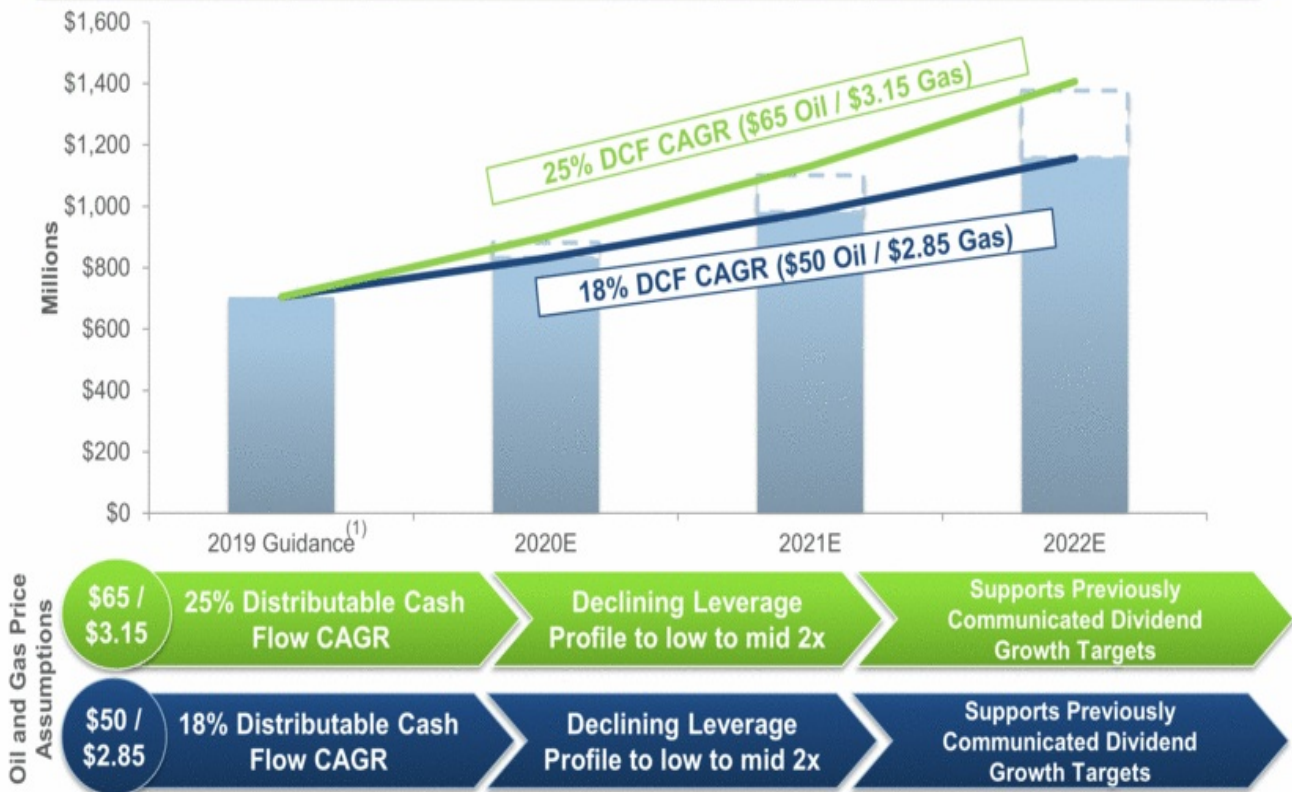 $1,600
$1,400
$1,200
$1,000
$800
$600
$400
$200
$0
Millions
25% DCF CAGR ($65 Oil / $3.15 Gas)
18% DCF CAGR ($50 Oil / $2.85 Gas)
2019 Guidance(1)
2020E
2021E
2022E
Oil and Gas Price
Assumptions
$65 /
$3.15
25% Distributable Cash
Flow CAGR
Declining Leverage
Profile to low to mid 2x
Supports Previously
Communicated Dividend
Growth Targets
$50 /
$2.85
18% Distributable Cash
Flow CAGR
Declining Leverage
Profile to low to mid 2x
Supports Previously
Communicated Dividend
Growth Targets